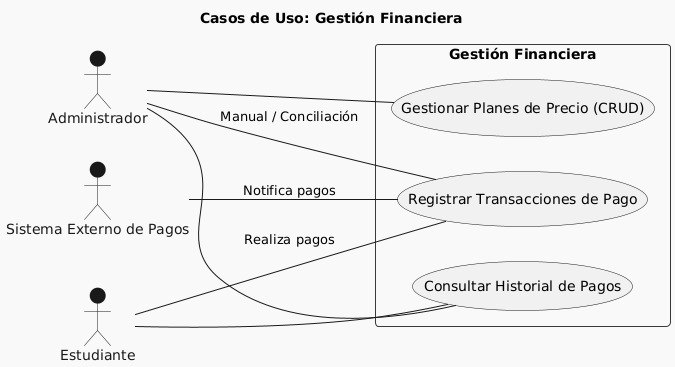 Casos de Uso: Gestión Financiera
Gestión Financiera
Administrador
Gestionar Planes de Precio (CRUD)
Manual / Conciliación
Sistema Externo de Pagos
Notifica pagos
Registrar Transacciones de Pago
Realiza pagos
Consultar Historial de Pagos
Estudiante